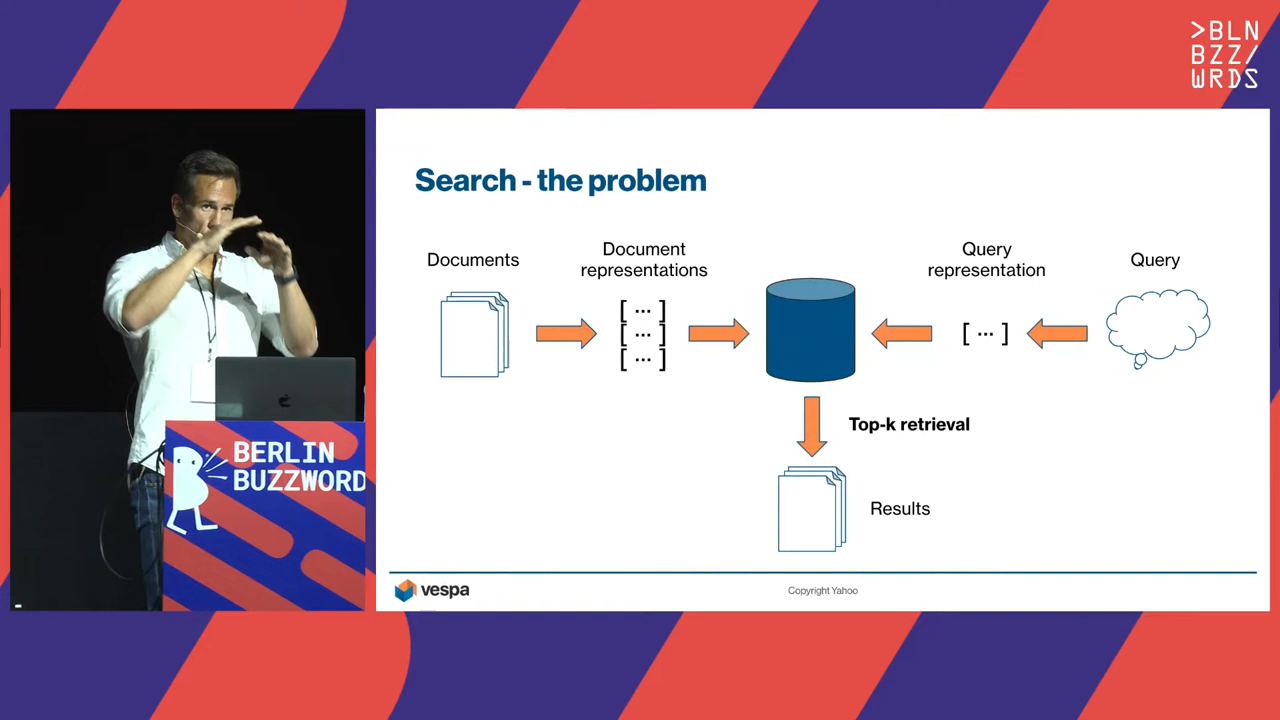 >BLN
BZZ/
WRDS
Search - the problem
Documents
Document
representations
[ ... ]
[ ... ]
[ ... ]
Query
representation
[ ... ]
Query
Top-k retrieval
Results
vespa
Copyright Yahoo
BERLIN
BUZZWORD